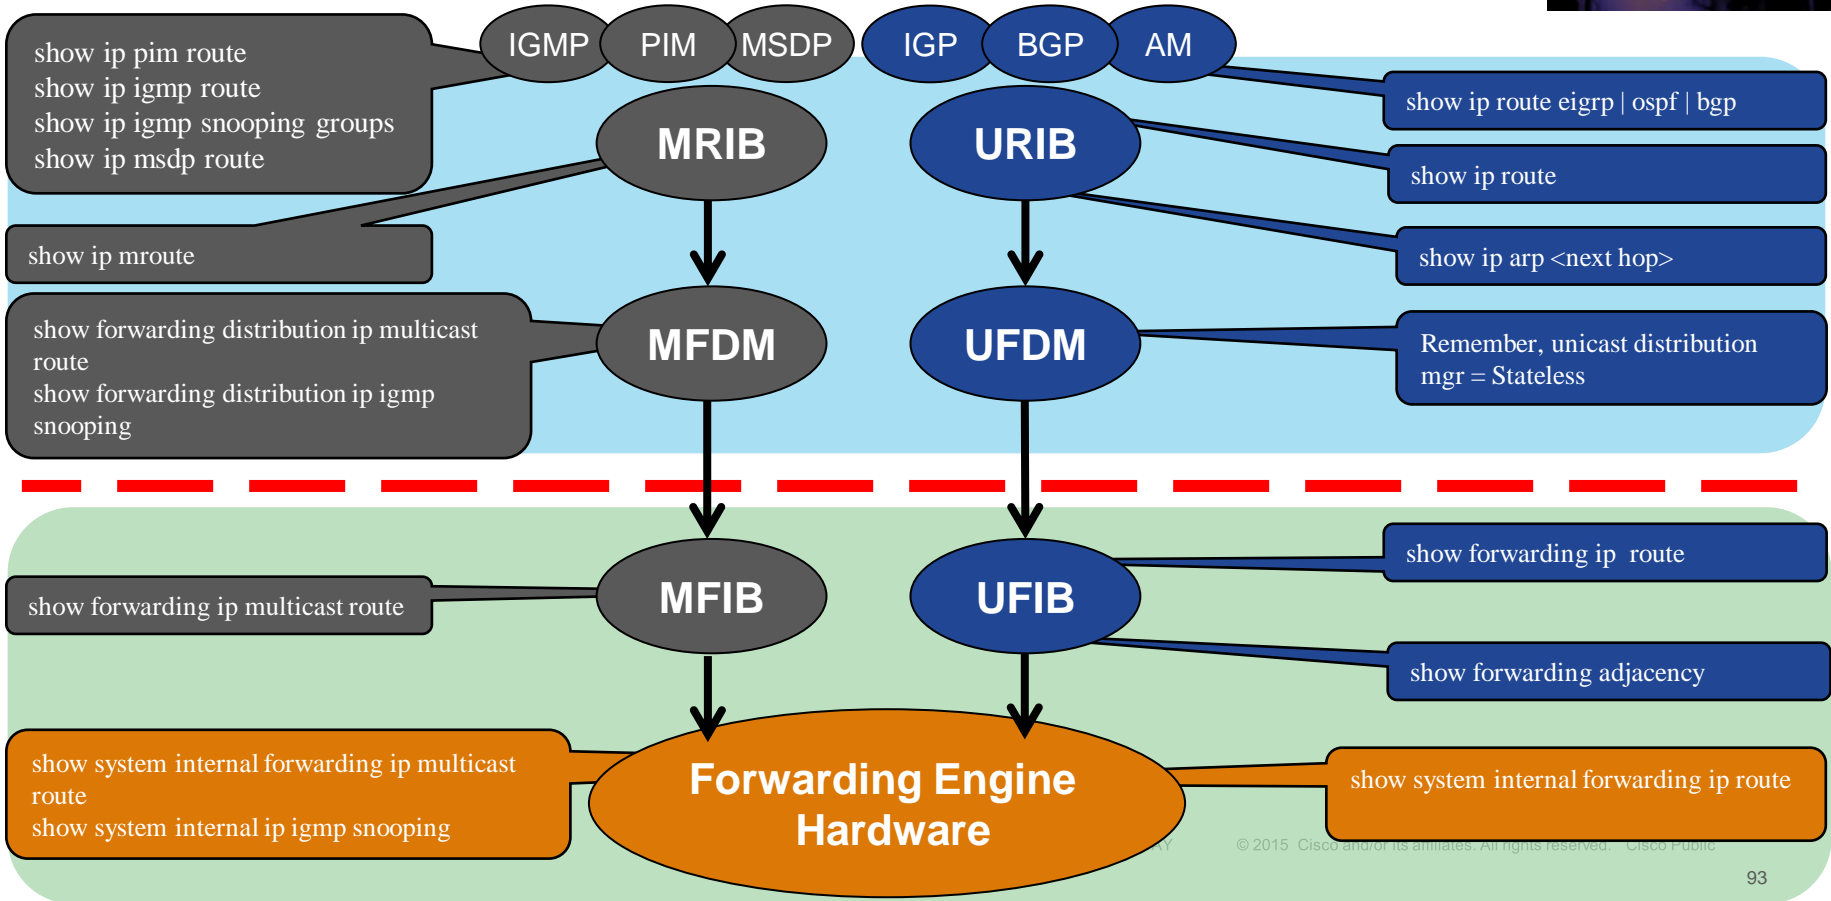 show ip pim route
show ip igmp route
show ip igmp snooping groups
show ip msdp route
IGMP
PIM
MSDP
IGP
BGP
AM
show ip route eigrp | ospf | bgp
MRIB
URIB
show ip route
show ip mroute
show ip arp <next hop>
show forwarding distribution ip multicast
route
show forwarding distribution ip igmp
snooping
MFDM
UFDM
Remember, unicast distribution
mgr = Stateless
show forwarding ip multicast route
MFIB
UFIB
show forwarding ip route
show forwarding adjacency
show system internal forwarding ip multicast
route
show system internal ip igmp snooping
Forwarding Engine
Hardware
show system internal forwarding ip route
© 2015 Cisco and/or its affiliates. All rights reserved. Cisco Public
93